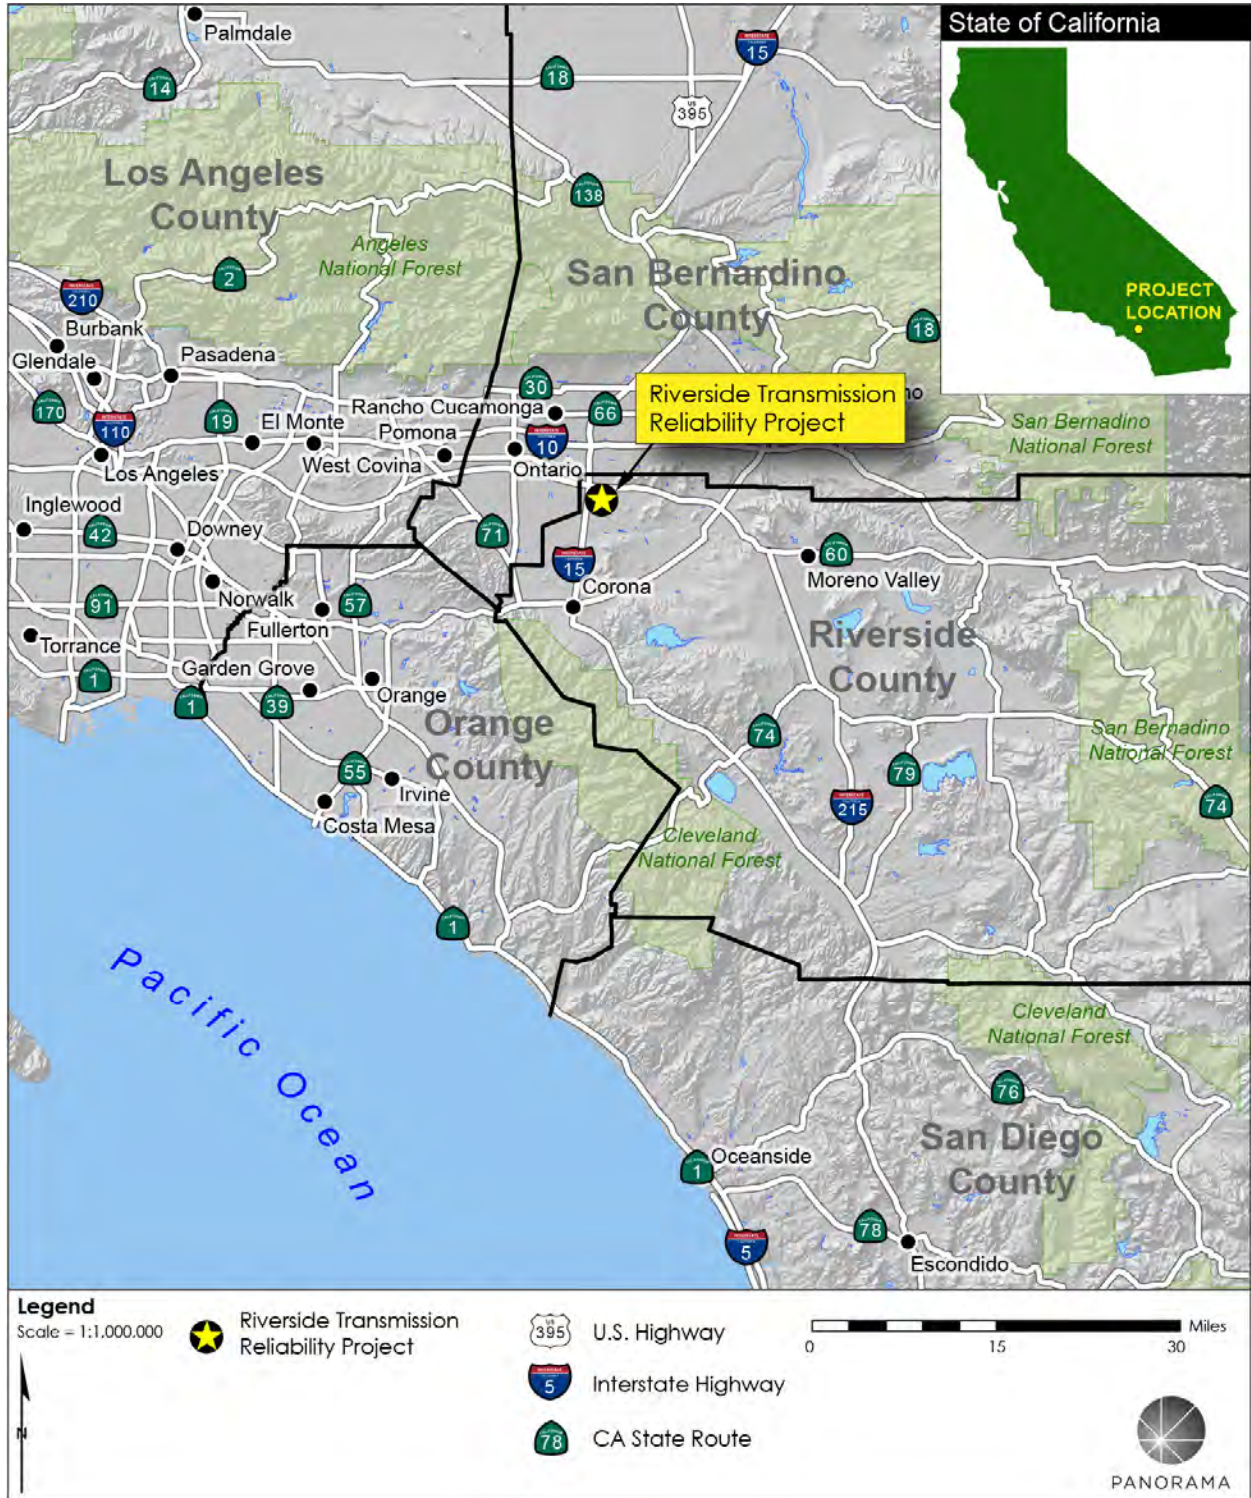 State of California
PROJECT
LOCATION
Palmdale
14
18
15
US
395
Los Angeles
County
138
Angeles
National Forest
2
San Bernardino
County
210
Burbank
18
Glendale
Pasadena
30
170
110
19
El Monte
Rancho Cucamonga
66
Riverside Transmission
Reliability Project
no
San Bernadino
National Forest
Pomona
10
Los Angeles
West Covina
Ontario
Inglewood
42
Downey
71
15
60
Moreno Valley
Corona
Norwalk
91
57
Fullerton
Riverside
County
Torrance
1
Garden Grove
1
39
Orange
Orange
County
74
San Bernadino
National Forest
55
Irvine
79
215
74
Costa Mesa
Cleveland
National Forest
1
Pacific Ocean
Cleveland
National Forest
76
San Diego
County
1
Oceanside
78
5
Escondido
Legend
Scale = 1:1,000,000
N
Riverside Transmission
Reliability Project
US
395
U.S. Highway
5
Interstate Highway
78
CA State Route
0
15
30
Miles
PANORAMA